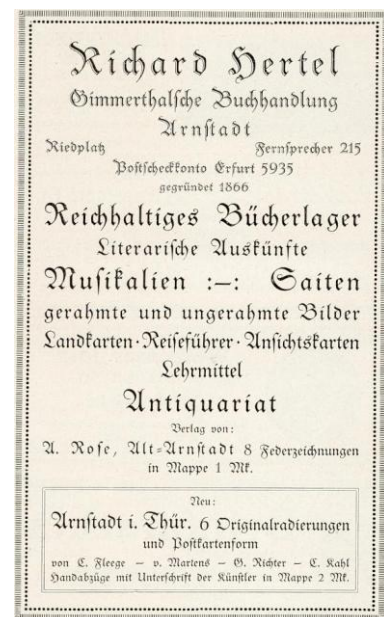 Richard Hertel
Gimmerthalsche Buchhandlung
Arnstadt
Riedplatz Fernsprecher 215
Postscheckkonto Erfurt 5935
gegründet 1866
Reichhaltiges Bücherlager
Literarische Auskünfte
Musikalien :–: Saiten
gerahmte und ungerahmte Bilder
Landkarten · Reiseführer · Ansichtskarten
Lehrmittel
Antiquariat
Verlag von:
A. Rose, Alt-Arnstadt 8 Federzeichnungen
in Mappe 1 Mk.
Neu:
Arnstadt i. Thür. 6 Originalradierungen
und Postkartenform
von C. Fleege — v. Martens — G. Richter — C. Kahl
Handabzüge mit Unterschrift der Künstler in Mappe 2 Mk.